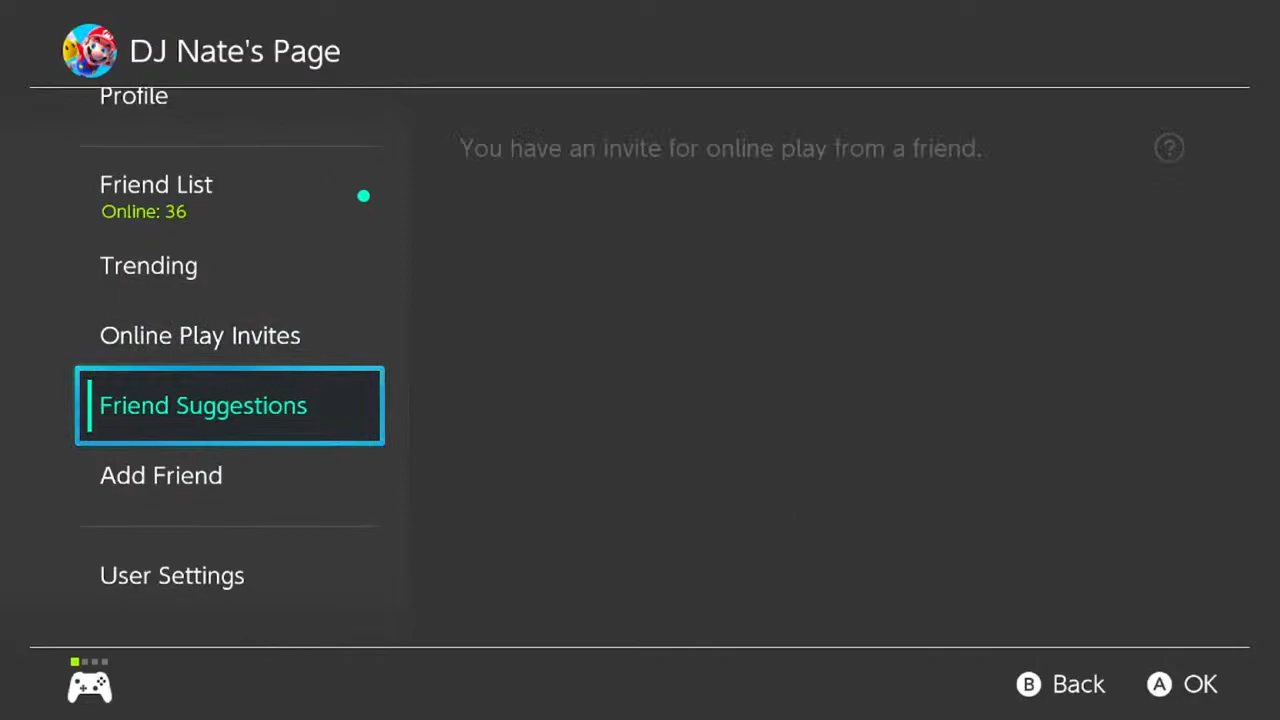 DJ Nate's Page
Profile
Friend List
Online: 36
Trending
Online Play Invites
Friend Suggestions
Add Friend
User Settings
You have an invite for online play from a friend.
?
B Back
A OK